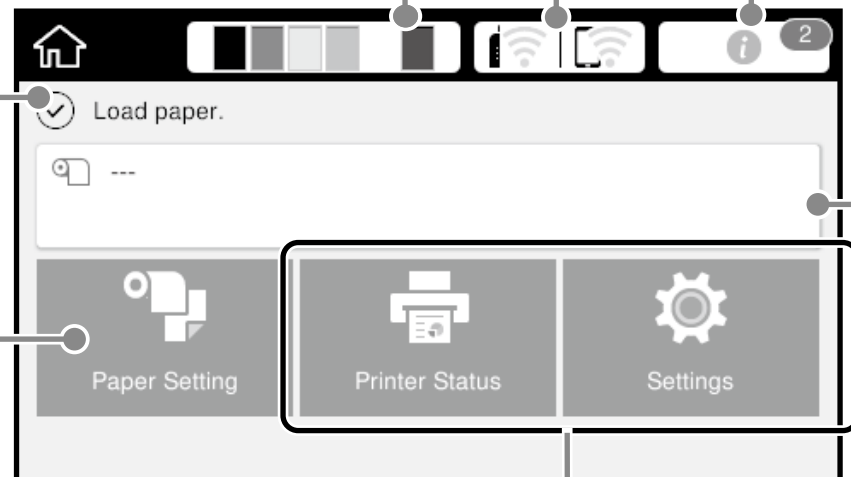 2
Load paper.
---
Paper Setting
Printer Status
Settings